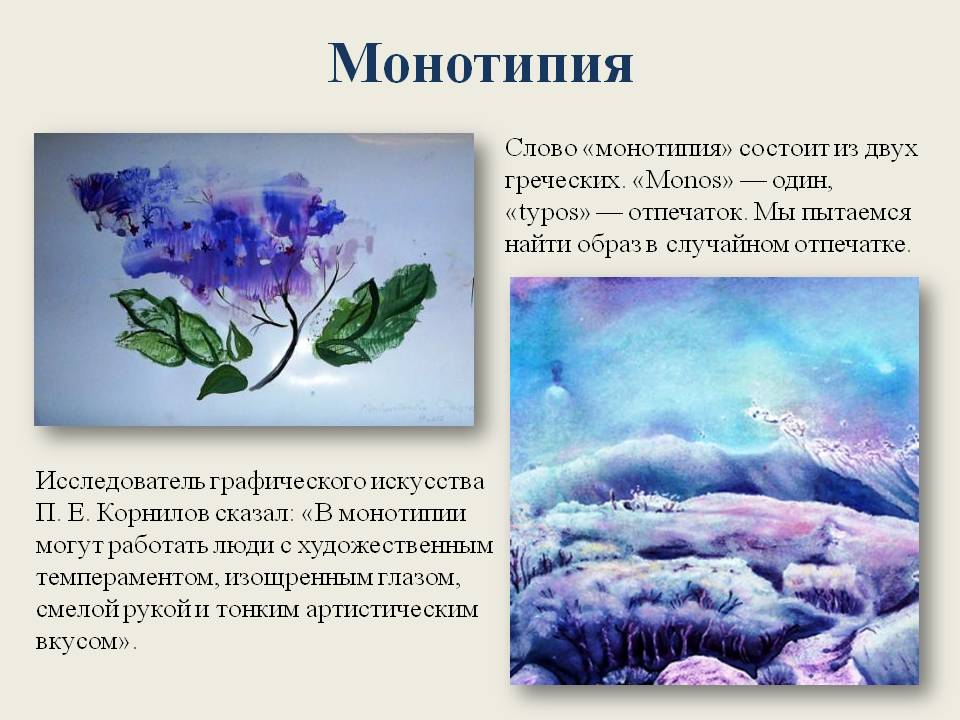 Монотипия
Слово «монотипия» состоит из двух
греческих. «Monos» — один,
«typos» — отпечаток. Мы пытаемся
найти образ в случайном отпечатке.
Исследователь графического искусства
П. Е. Корнилов сказал: «В монотипии
могут работать люди с художественным
темпераментом, изощренным глазом,
смелой рукой и тонким артистическим
вкусом».